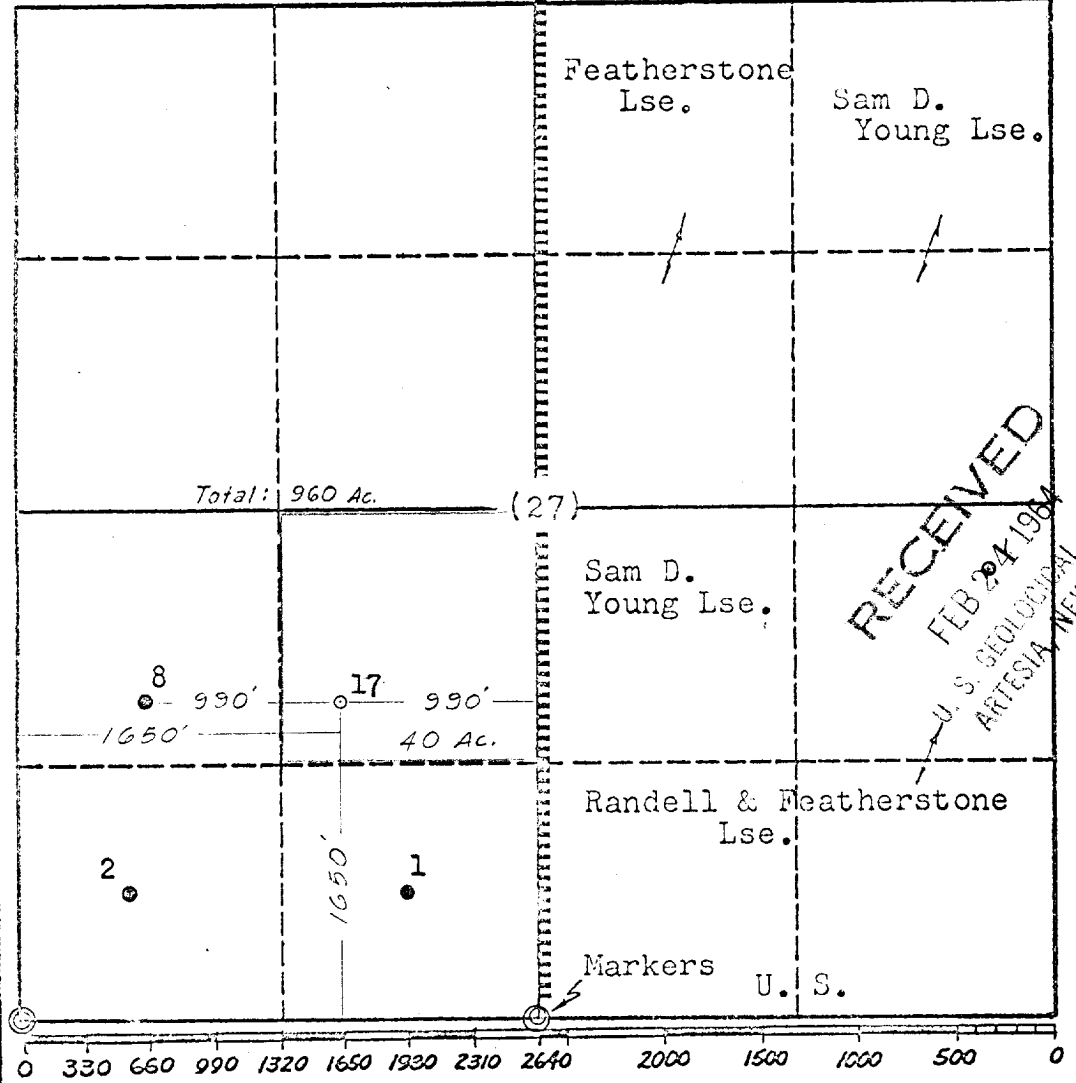 Featherstone
Lse.
Sam D.
Young Lse.
Total: 960 Ac.
(27)
RECEIVED
FEB 24 1964
U. S. GEOLOGICAL
ARTESIA,
Sam D.
Young Lse.
8
990'
17
990'
1650'
40 Ac.
Randell & Featherstone
Lse.
2
1650'
1
Markers
U. S.
0 330 660 990 1320 1650 1930 2310 2640 2000 1500 1000 500 0